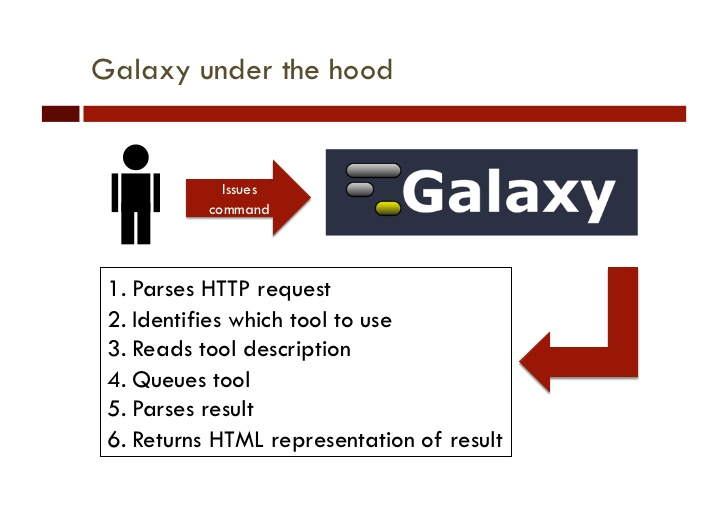 Galaxy under the hood
Issues
command
Galaxy
1. Parses HTTP request
2. Identifies which tool to use
3. Reads tool description
4. Queues tool
5. Parses result
6. Returns HTML representation of result